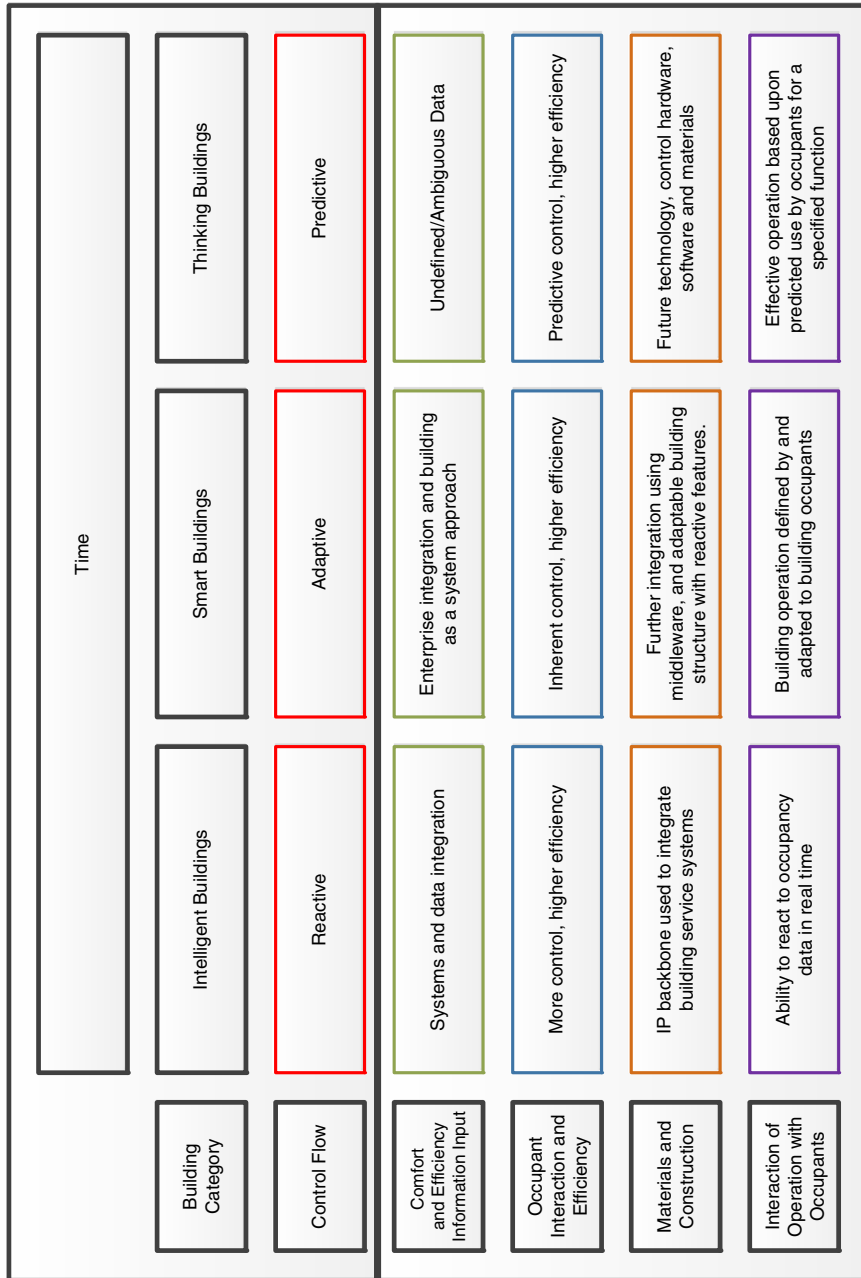 Time
Building
Category
Intelligent Buildings
Smart Buildings
Thinking Buildings
Control Flow
Reactive
Adaptive
Predictive
Comfort
and Efficiency
Information Input
Systems and data integration
Enterprise integration and building
as a system approach
Undefined/Ambiguous Data
Occupant
Interaction and
Efficiency
More control, higher efficiency
Inherent control, higher efficiency
Predictive control, higher efficiency
Materials and
Construction
IP backbone used to integrate
building service systems
Further integration using
middleware, and adaptable building
structure with reactive features.
Future technology, control hardware,
software and materials
Interaction of
Operation with
Occupants
Ability to react to occupancy
data in real time
Building operation defined by and
adapted to building occupants
Effective operation based upon
predicted use by occupants for a
specified function